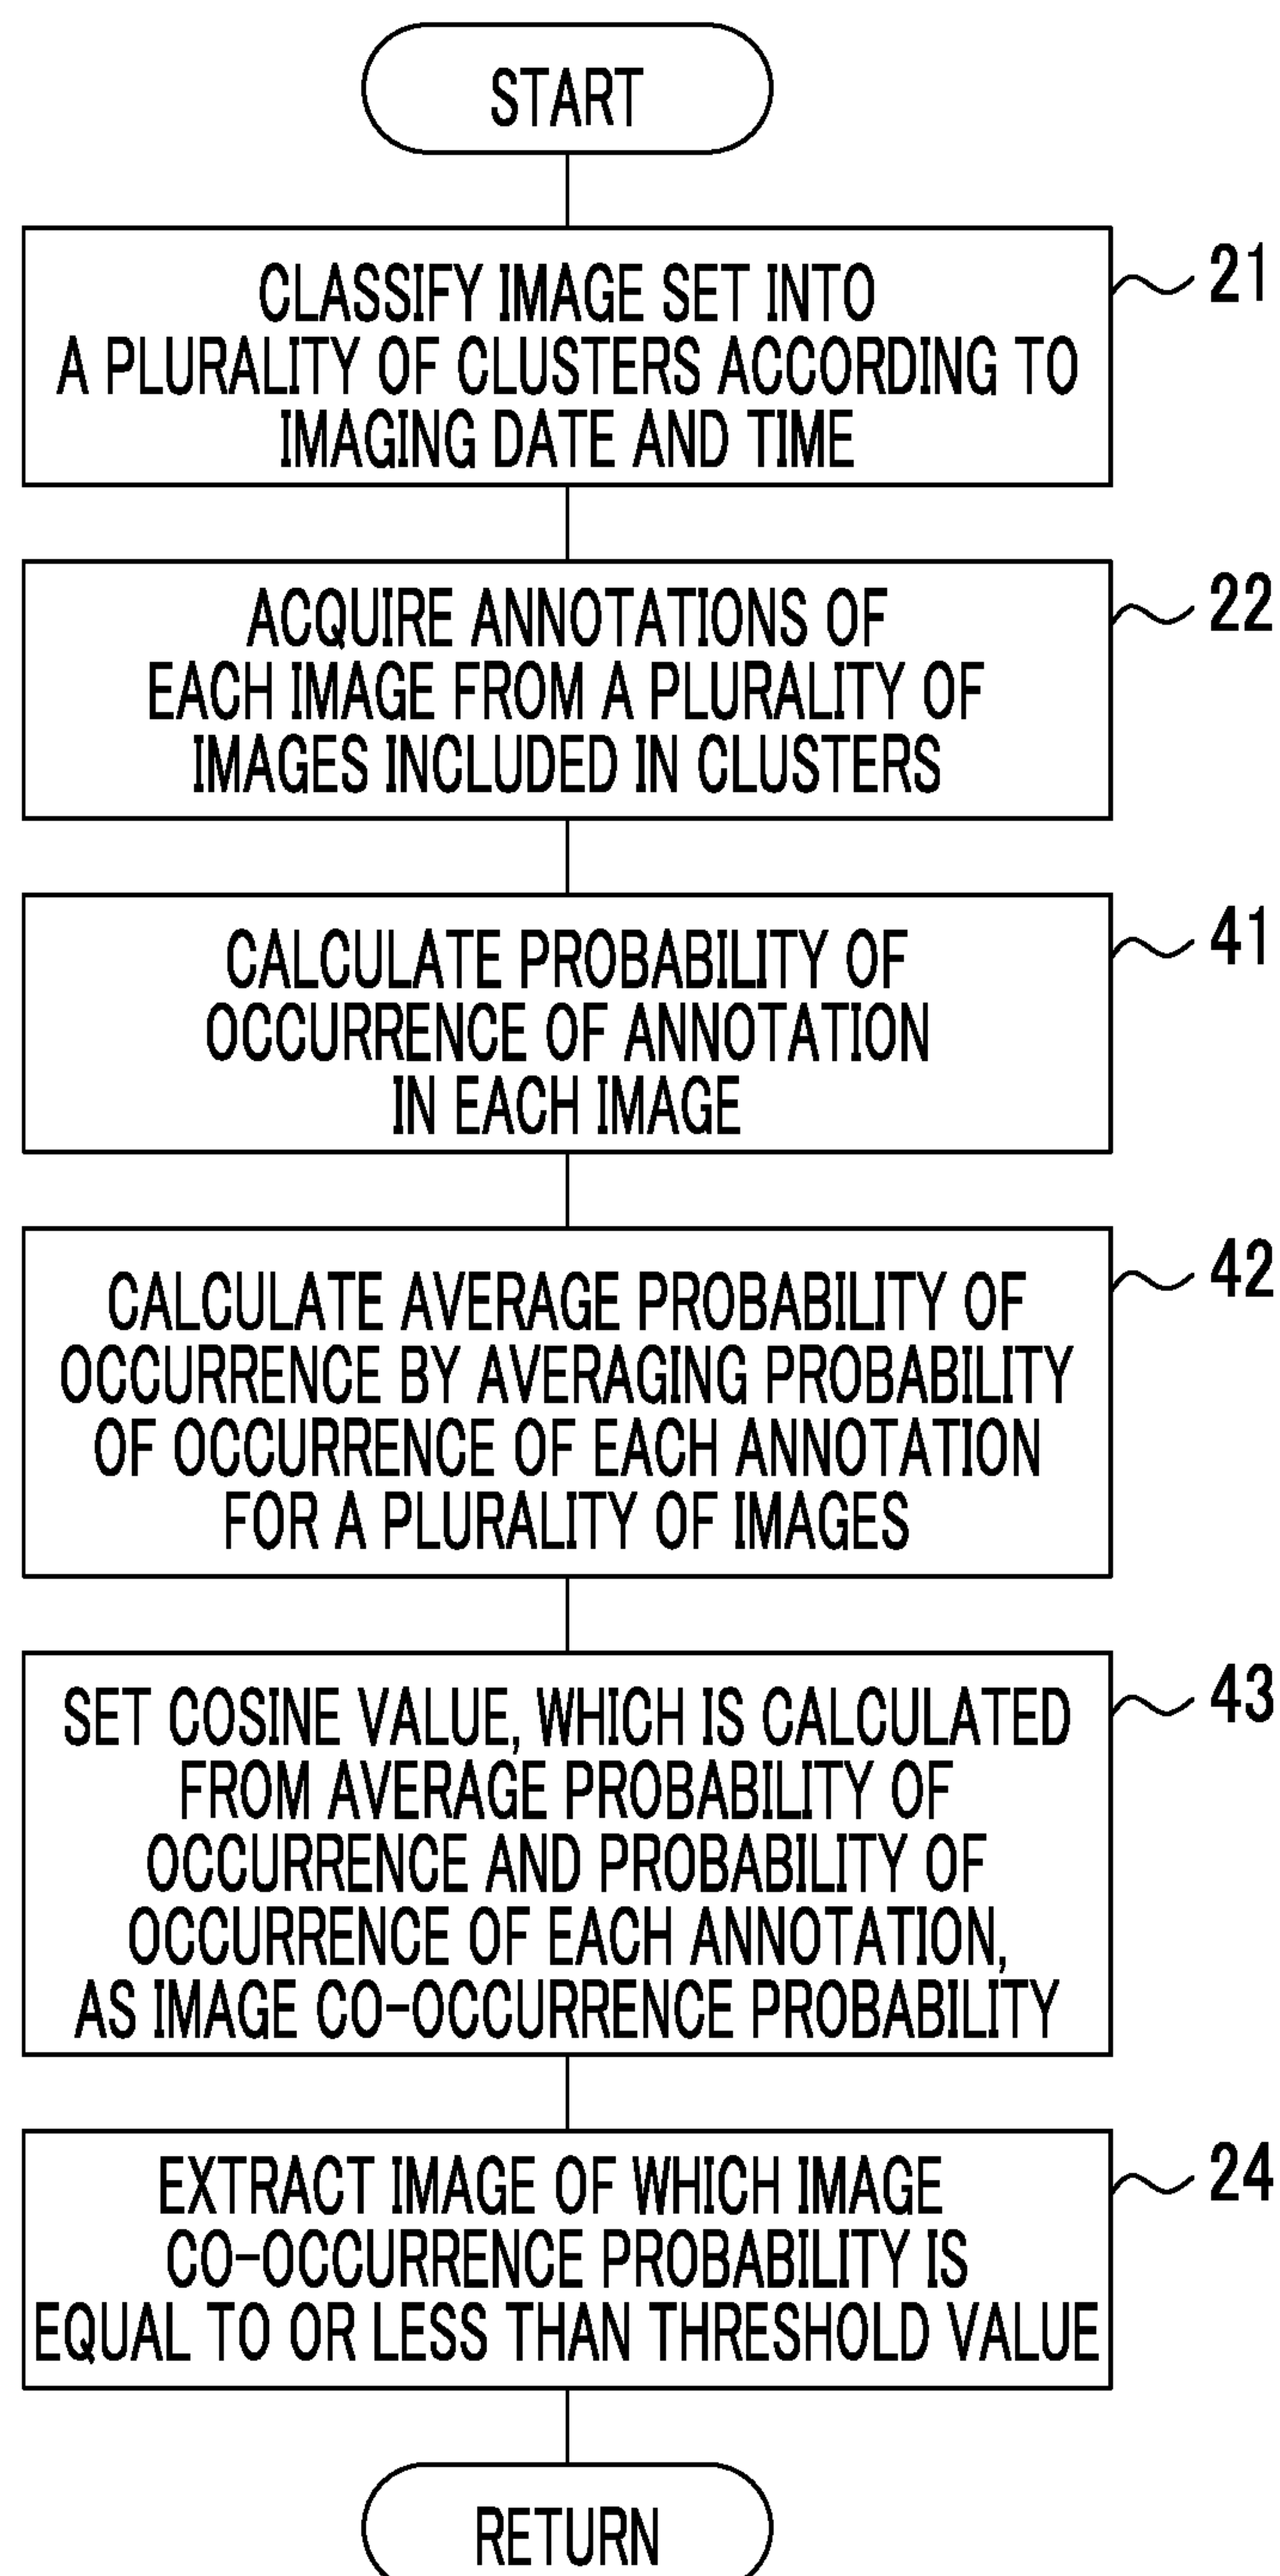 START
CLASSIFY IMAGE SET INTO
A PLURALITY OF CLUSTERS ACCORDING TO
IMAGING DATE AND TIME
21
ACQUIRE ANNOTATIONS OF
EACH IMAGE FROM A PLURALITY OF
IMAGES INCLUDED IN CLUSTERS
22
CALCULATE PROBABILITY OF
OCCURRENCE OF ANNOTATION
IN EACH IMAGE
41
CALCULATE AVERAGE PROBABILITY OF
OCCURRENCE BY AVERAGING PROBABILITY
OF OCCURRENCE OF EACH ANNOTATION
FOR A PLURALITY OF IMAGES
42
SET COSINE VALUE, WHICH IS CALCULATED
FROM AVERAGE PROBABILITY OF
OCCURRENCE AND PROBABILITY OF
OCCURRENCE OF EACH ANNOTATION,
AS IMAGE CO-OCCURRENCE PROBABILITY
43
EXTRACT IMAGE OF WHICH IMAGE
CO-OCCURRENCE PROBABILITY IS
EQUAL TO OR LESS THAN THRESHOLD VALUE
24
RETURN